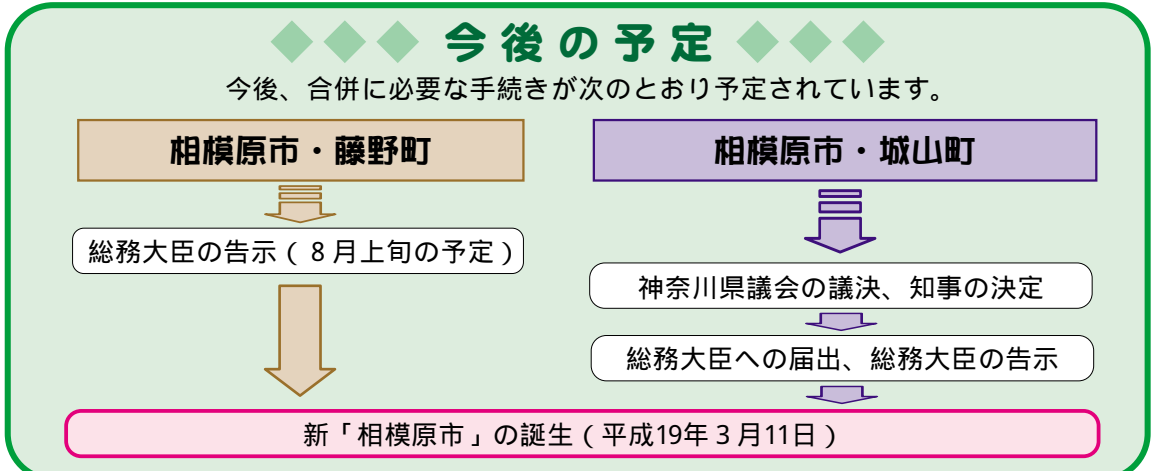 今後の予定
今後、合併に必要な手続きが次のとおり予定されています。
相模原市・藤野町
総務大臣の告示(8月上旬の予定)
相模原市・城山町
神奈川県議会の議決、知事の決定
総務大臣への届出、総務大臣の告示
新「相模原市」の誕生(平成19年3月11日)